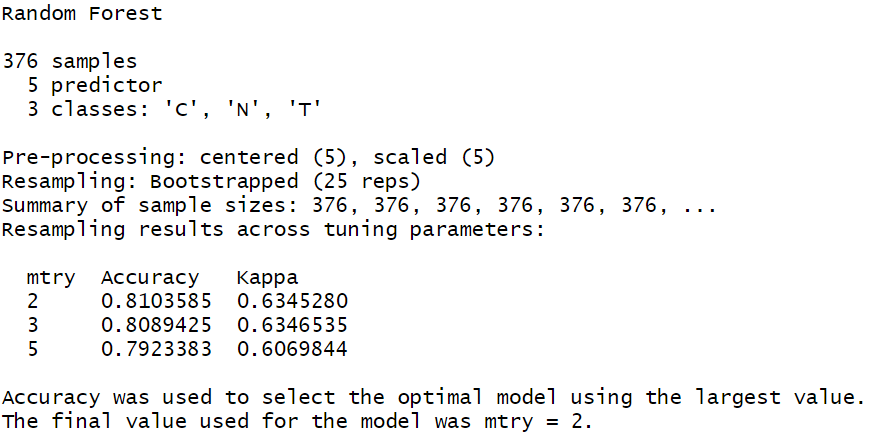 Random Forest
376 samples
5 predictor
3 classes: 'C', 'N', 'T'
Pre-processing: centered (5), scaled (5)
Resampling: Bootstrapped (25 reps)
Summary of sample sizes: 376, 376, 376, 376, 376, 376, ...
Resampling results across tuning parameters:
mtry  Accuracy   Kappa
2     0.8103585  0.6345280
3     0.8089425  0.6346535
5     0.7923383  0.6069844
Accuracy was used to select the optimal model using the largest value.
The final value used for the model was mtry = 2.